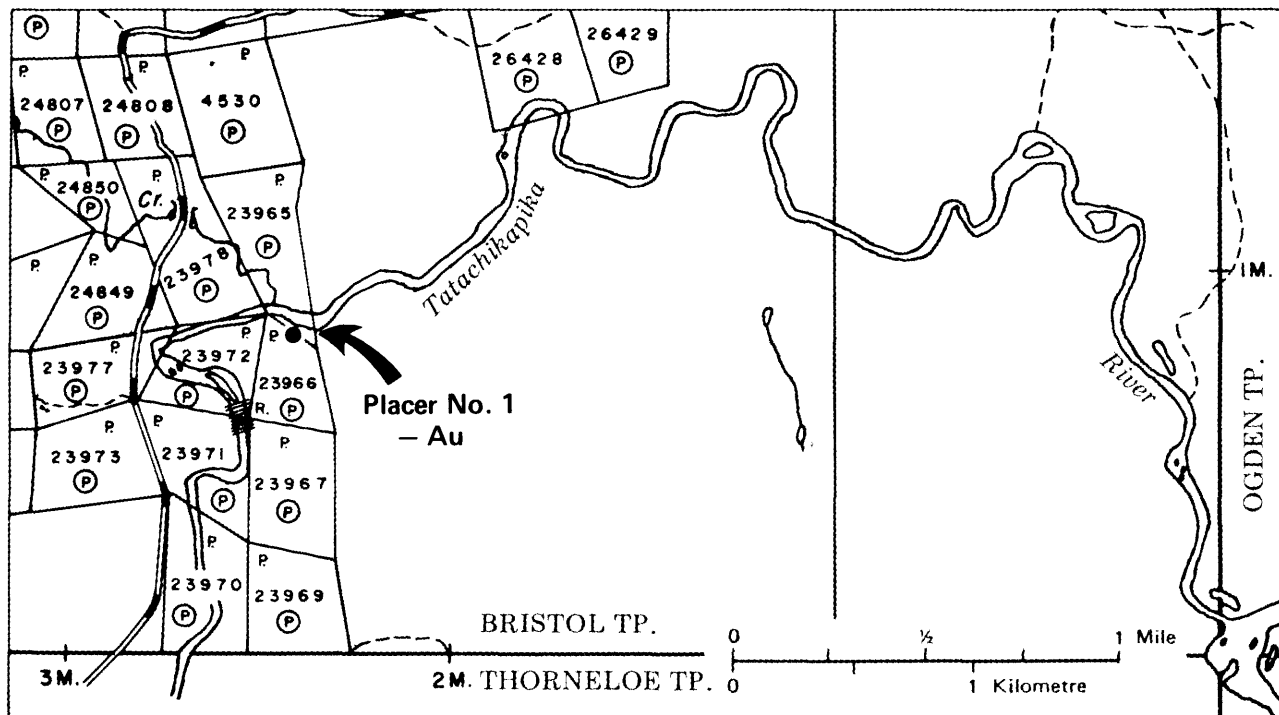 P
26429
P
26428
P
P.
P.
P.
24807
P
24808
P
4530
P
P.
P.
P.
24850
P
Cr.
23965
P
Tatachikapika
P.
P.
23978
P
24849
P
1M.
P.
P.
P.
23977
P
23972
P
23966
P
River
Placer No. 1
– Au
R.
P.
P.
P.
23973
P
23971
P
23967
P
OGDEN TP.
P.
P.
23970
P
23969
P
BRISTOL TP.
0 ½ 1 Mile
3M.
2M.
THORNELOE TP.
0 1 Kilometre